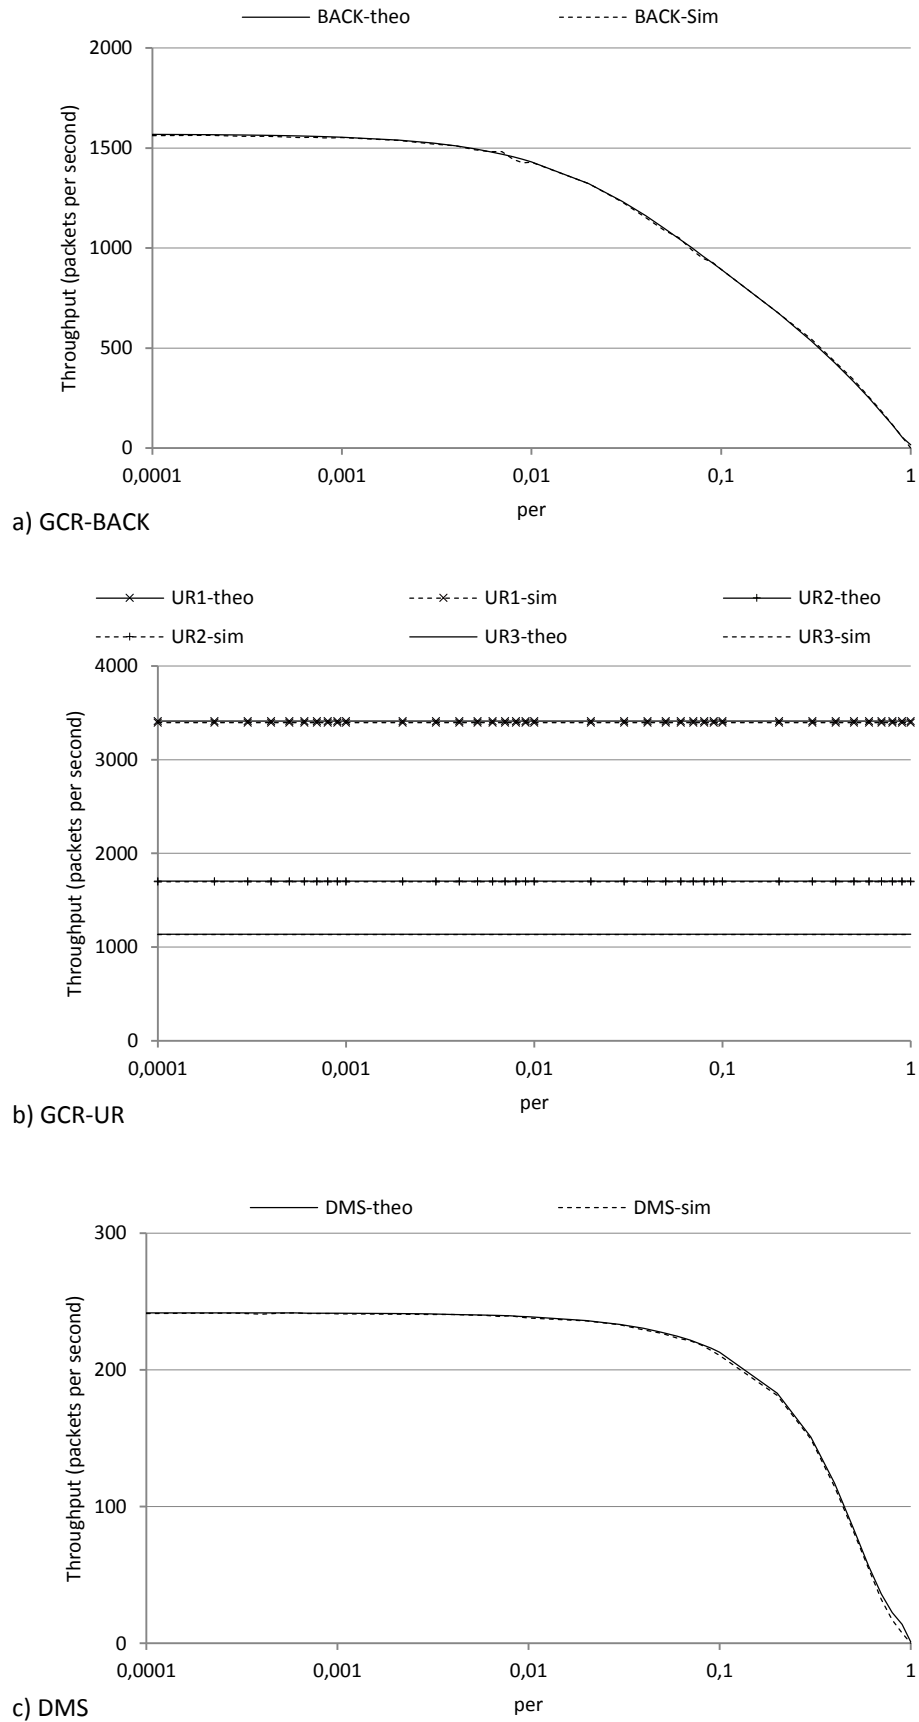 BACK-theo BACK-Sim
2000
1500
1000
500
0
0,0001 0,001 0,01 0,1 1
Throughput (packets per second)
per
a) GCR-BACK
UR1-theo UR1-sim UR2-theo
UR2-sim UR3-theo UR3-sim
4000
3000
2000
1000
0
0,0001 0,001 0,01 0,1 1
Throughput (packets per second)
per
b) GCR-UR
DMS-theo DMS-sim
300
200
100
0
0,0001 0,001 0,01 0,1 1
Throughput (packets per second)
per
c) DMS